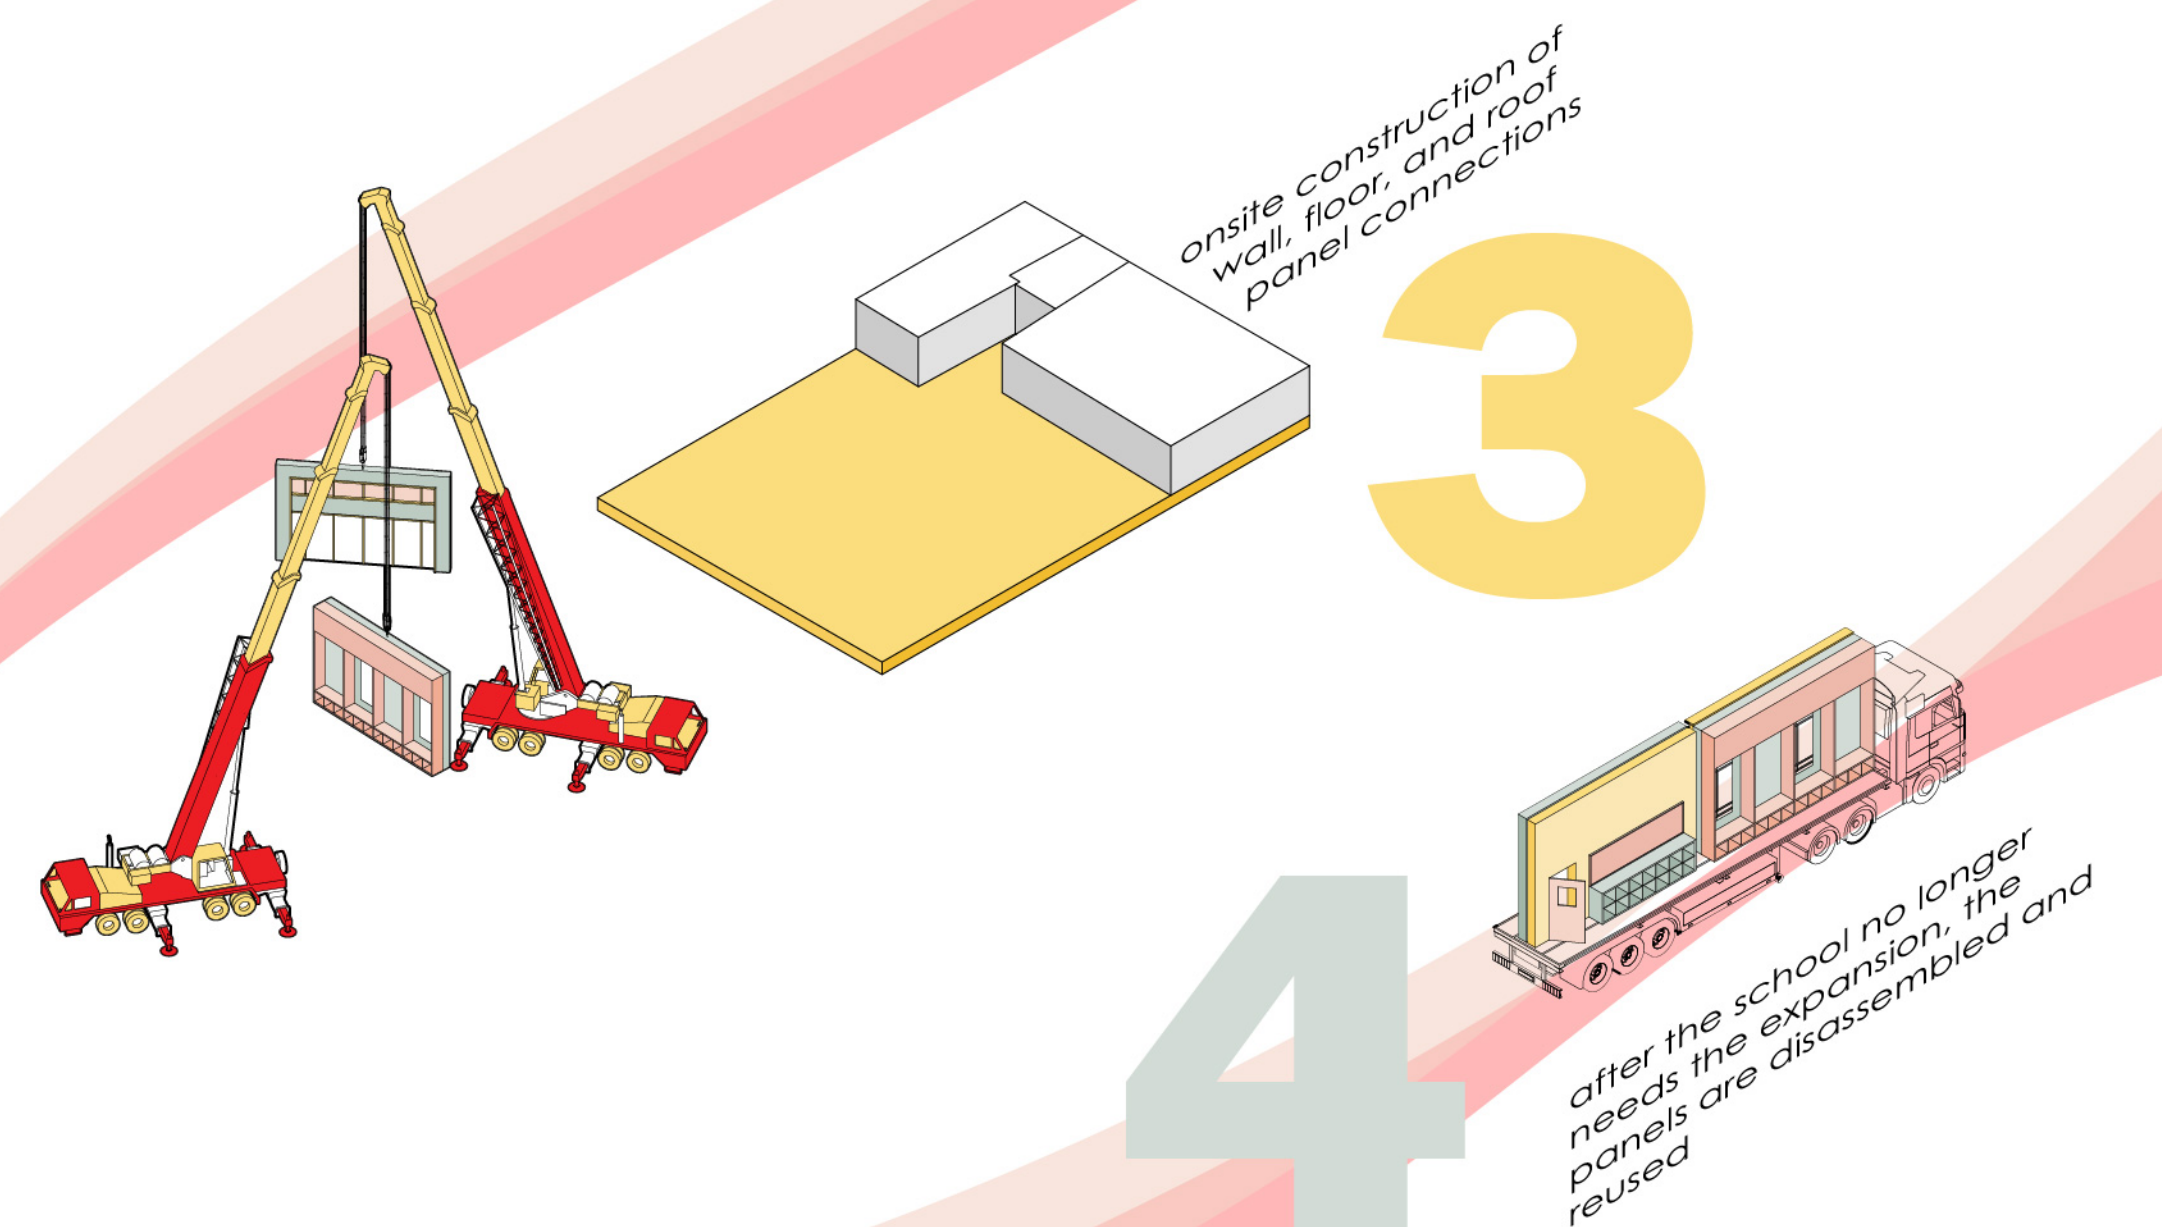 onsite construction of
wall, floor, and roof
panel connections
3
4
after the school no longer
needs the expansion, the
panels are disassembled and
reused